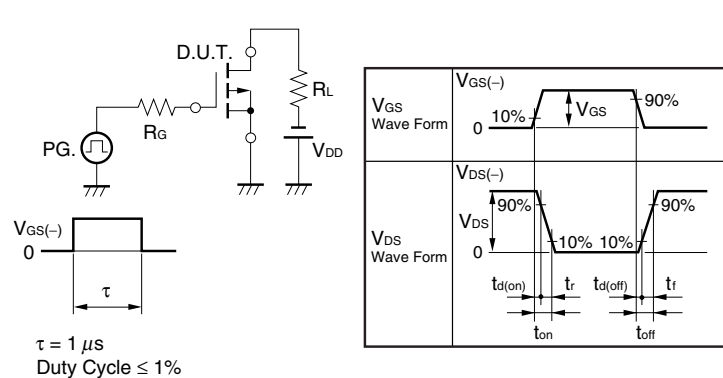 D.U.T.
RG
PG.
RL
VDD
VGS(−)
0
τ
τ = 1 μs
Duty Cycle ≤ 1%
VGS
Wave Form
VGS(−)
10%
0
VGS
90%
VDS
Wave Form
VDS(−)
90%
VDS
0
10% 10%
90%
td(on) tr td(off) tf
ton toff